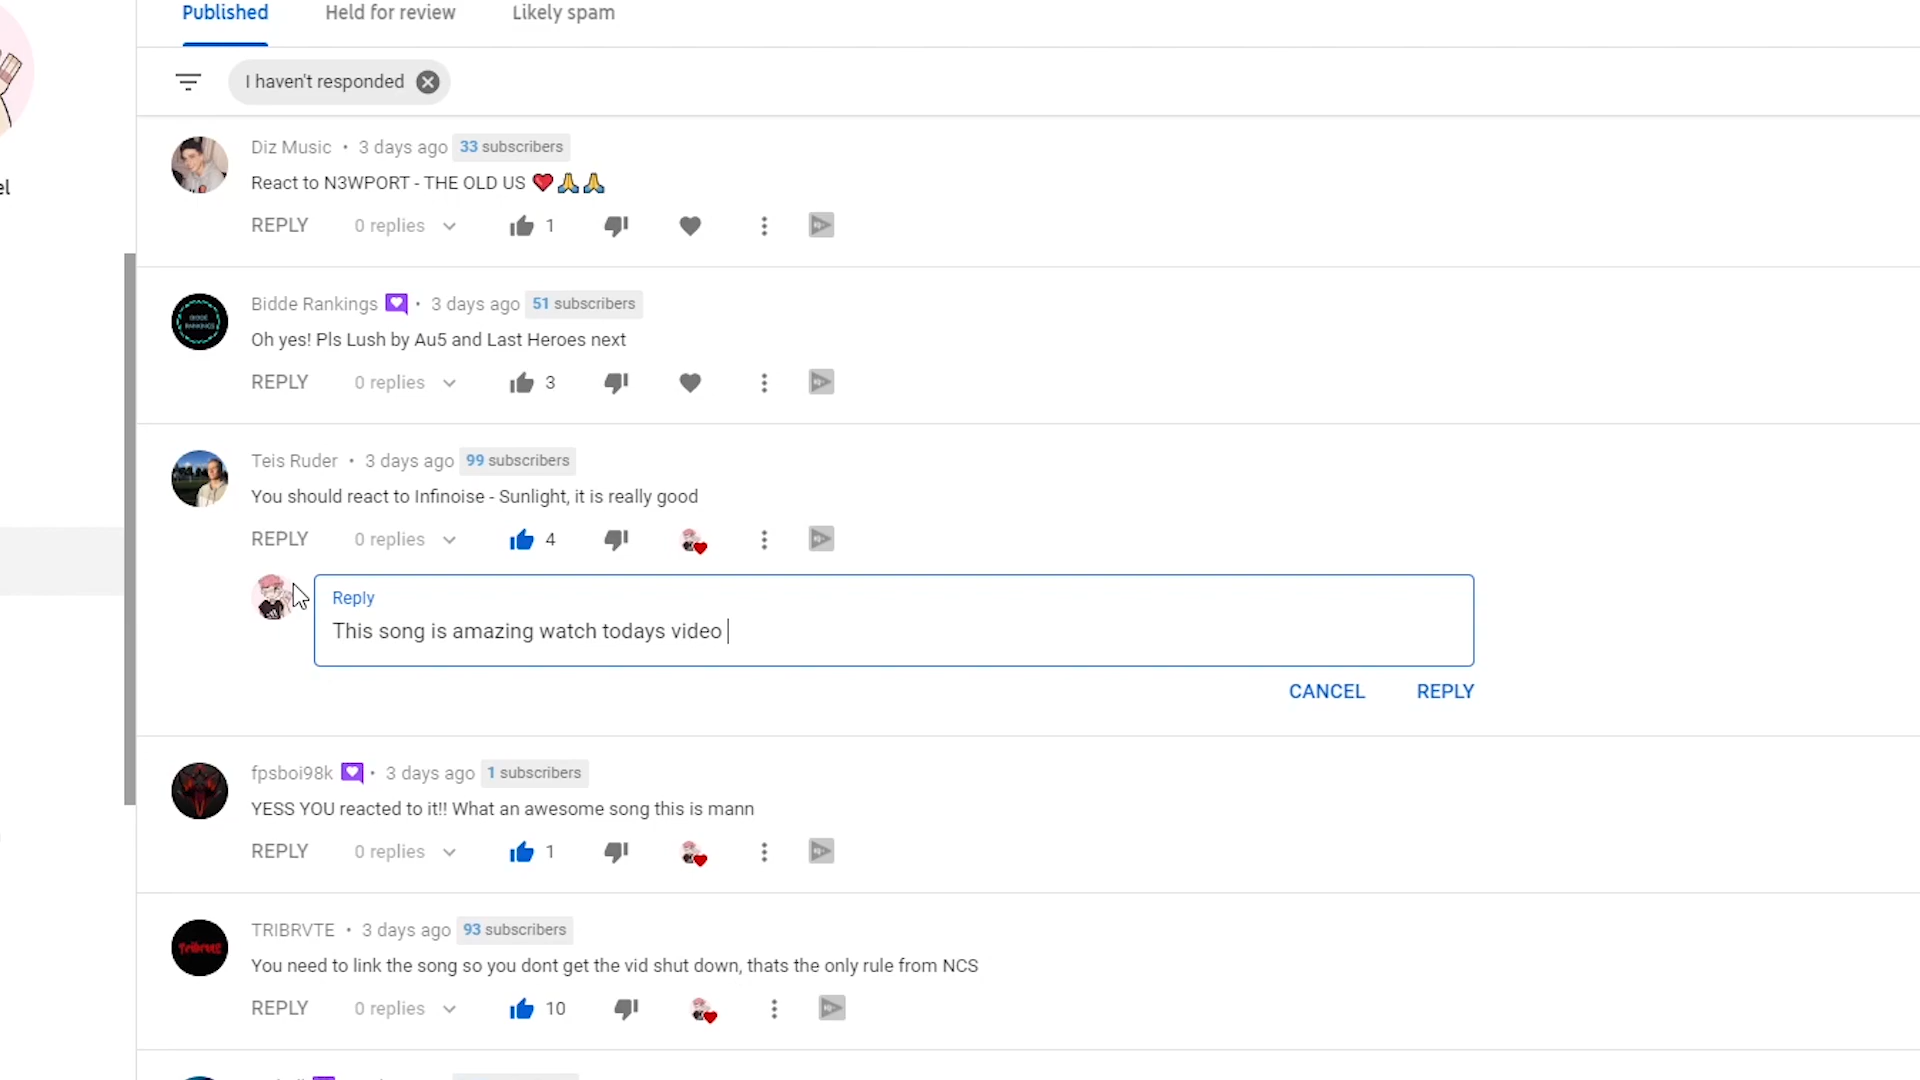 Published Held for review Likely spam
I haven't responded
el
Diz Music • 3 days ago 33 subscribers
React to N3WPORT - THE OLD US ❤️🙏🙏
REPLY 0 replies 1
Bidde Rankings • 3 days ago 51 subscribers
Oh yes! Pls Lush by Au5 and Last Heroes next
REPLY 0 replies 3
Teis Ruder • 3 days ago 99 subscribers
You should react to Infinoise - Sunlight, it is really good
REPLY 0 replies 4
Reply
This song is amazing watch todays video
CANCEL REPLY
fpsboi98k • 3 days ago 1 subscribers
YESS YOU reacted to it!! What an awesome song this is mann
REPLY 0 replies 1
TRIBRVTE • 3 days ago 93 subscribers
You need to link the song so you dont get the vid shut down, thats the only rule from NCS
REPLY 0 replies 10